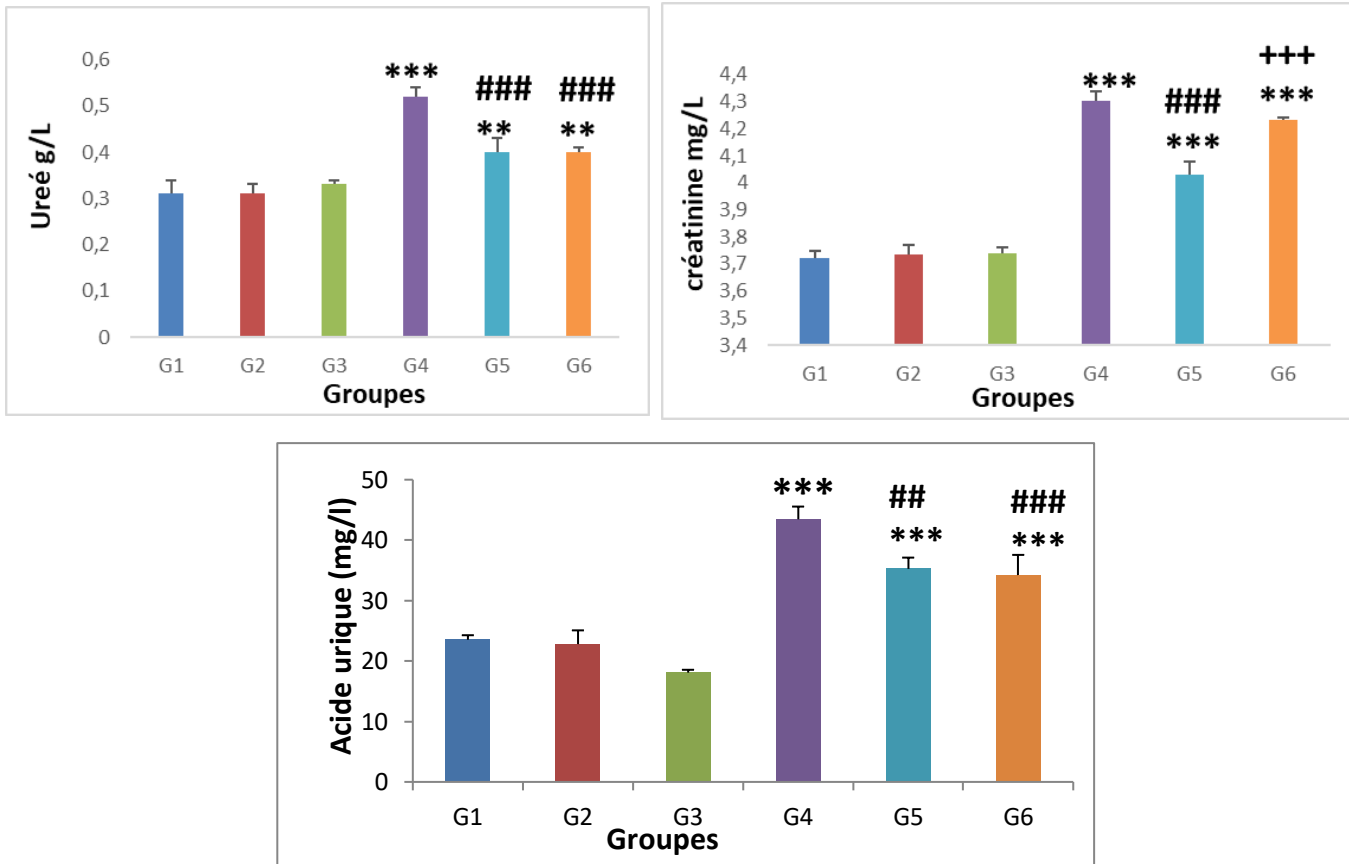 Ureé g/L
0,6
0,5
0,4
0,3
0,2
0,1
0
***
### ###
** **
G1 G2 G3 G4 G5 G6
Groupes
créatinine mg/L
4,4
4,3
4,2
4,1
4
3,9
3,8
3,7
3,6
3,5
3,4
+++
*** ### ***
***
G1 G2 G3 G4 G5 G6
Groupes
Acide urique (mg/l)
50
40
30
20
10
0
*** ## ###
*** ***
G1 G2 G3 G4 G5 G6
Groupes